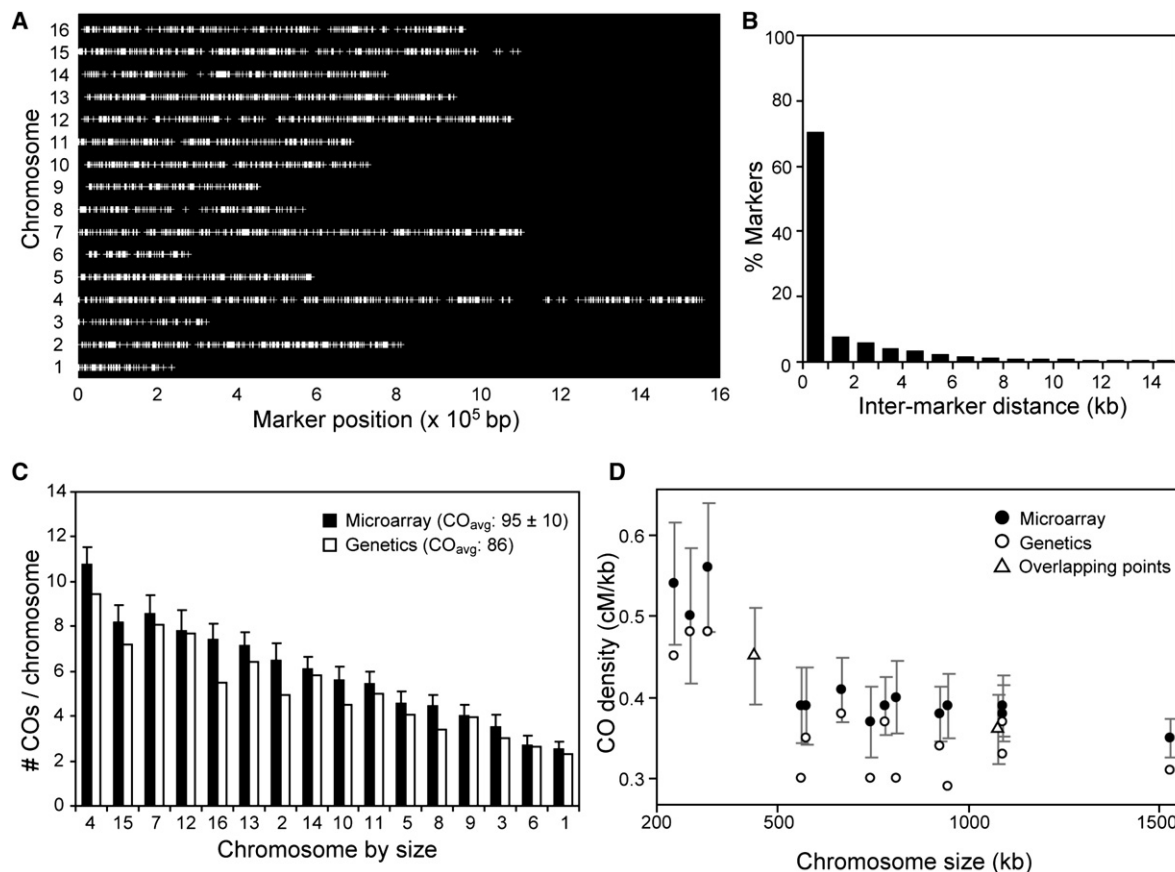 A
Chromosome
16
15
14
13
12
11
10
9
8
7
6
5
4
3
2
1
0 2 4 6 8 10 12 14 16
Marker position (x 10⁵ bp)
B
% Markers
100
80
60
40
20
0
0 2 4 6 8 10 12 14
Inter-marker distance (kb)
C
# COs / chromosome
14
12
10
8
6
4
2
0
Microarray (CO_avg: 95 ± 10)
Genetics (CO_avg: 86)
4 15 7 12 16 13 2 14 10 11 5 8 9 3 6 1
Chromosome by size
D
CO density (cM/kb)
0.6
0.5
0.4
0.3
Microarray
Genetics
Overlapping points
200 500 1000 1500
Chromosome size (kb)